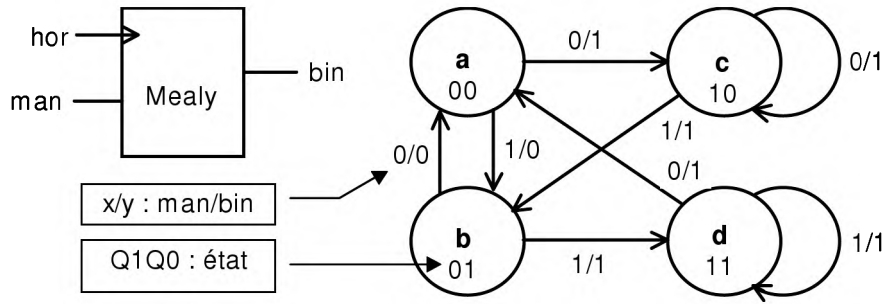 hor
man
Mealy
bin
x/y : man/bin
Q1Q0 : état
a
00
0/1
c
10
0/1
0/0
1/0
1/1
0/1
b
01
1/1
d
11
1/1